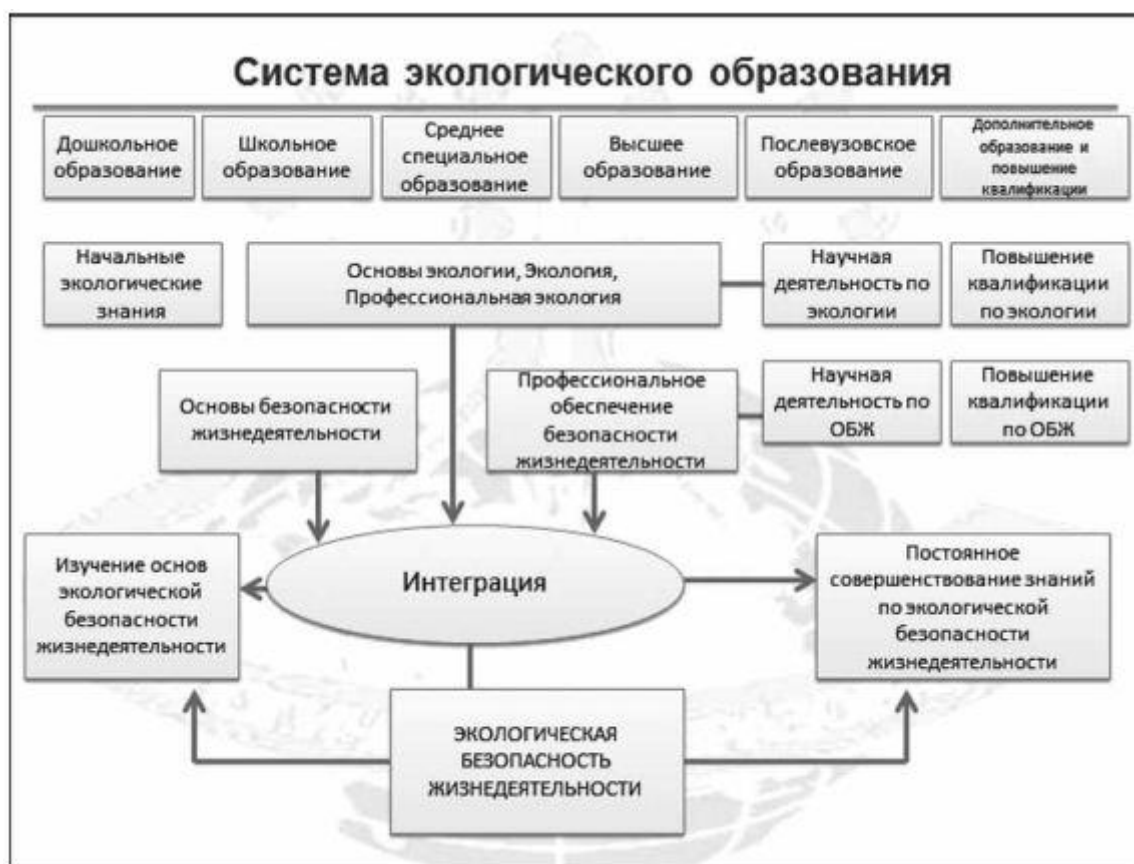 Система экологического образования
Дошкольное
образование
Школьное
образование
Среднее
специальное
образование
Высшее
образование
Послевузовское
образование
Дополнительное
образование и
повышение
квалификации
Начальные
экологические
знания
Основы экологии, Экология,
Профессиональная экология
Научная
деятельность по
экологии
Повышение
квалификации
по экологии
Основы безопасности
жизнедеятельности
Профессиональное
обеспечение
безопасности
жизнедеятельности
Научная
деятельность по
ОБЖ
Повышение
квалификации
по ОБЖ
Изучение основ
экологической
безопасности
жизнедеятельности
Интеграция
Постоянное
совершенствование знаний
по экологической
безопасности
жизнедеятельности
ЭКОЛОГИЧЕСКАЯ
БЕЗОПАСНОСТЬ
ЖИЗНЕДЕЯТЕЛЬНОСТИ